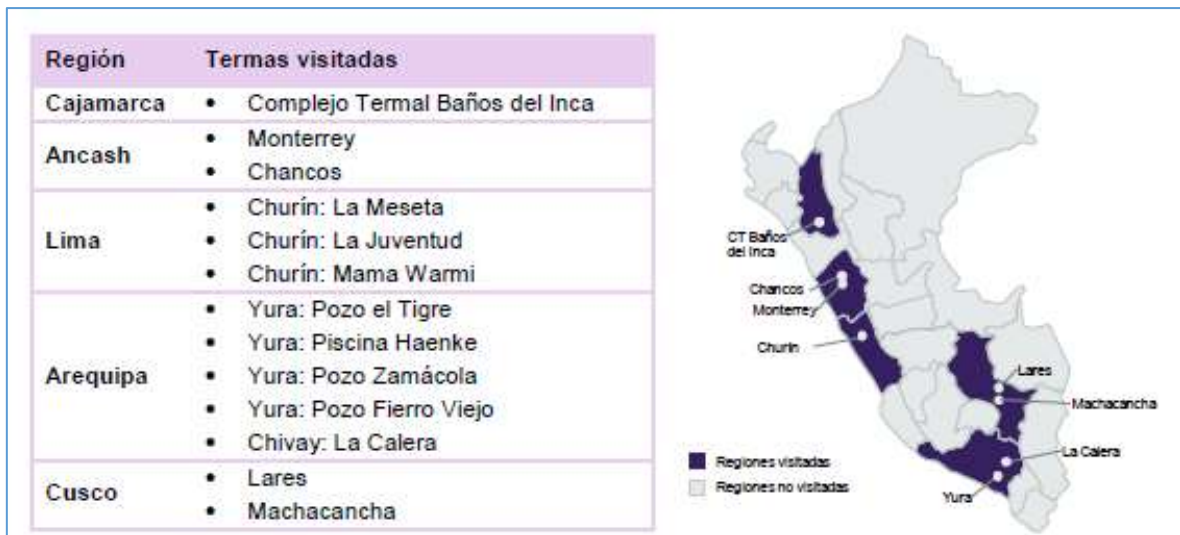 Región Termas visitadas
Cajamarca • Complejo Termal Baños del Inca
Ancash • Monterrey
• Chancos
Lima • Churín: La Meseta
• Churín: La Juventud
• Churín: Mama Warmi
Arequipa • Yura: Pozo el Tigre
• Yura: Piscina Haenke
• Yura: Pozo Zamácola
• Yura: Pozo Fierro Viejo
• Chivay: La Calera
Cusco • Lares
• Machacancha
CT Baños
del Inca
Chancos
Monterrey
Churín
Lares
Machacancha
La Calera
Yura
Regiones visitadas
Regiones no visitadas